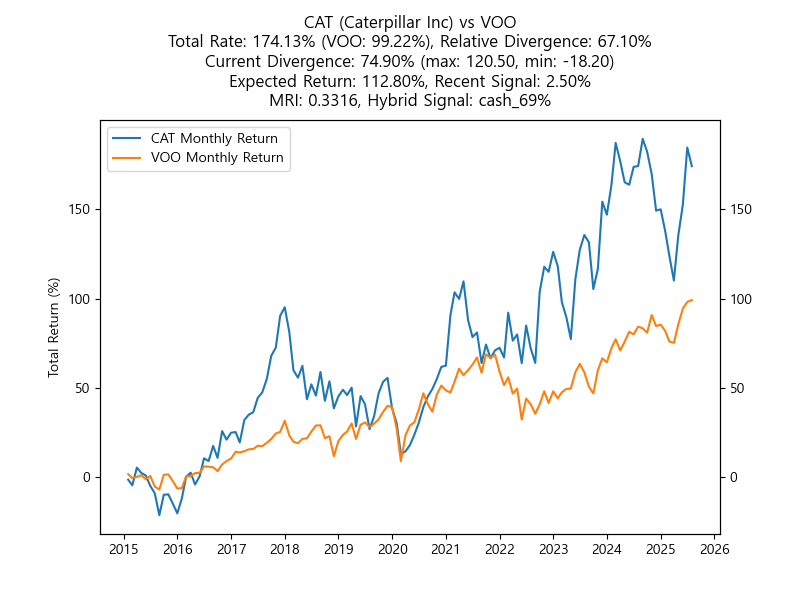 CAT (Caterpillar Inc) vs VOO
Total Rate: 174.13% (VOO: 99.22%), Relative Divergence: 67.10%
Current Divergence: 74.90% (max: 120.50, min: -18.20)
Expected Return: 112.80%, Recent Signal: 2.50%
MRI: 0.3316, Hybrid Signal: cash_69%
CAT Monthly Return
VOO Monthly Return
Total Return (%)
150
100
50
0
150
100
50
0
2015 2016 2017 2018 2019 2020 2021 2022 2023 2024 2025 2026